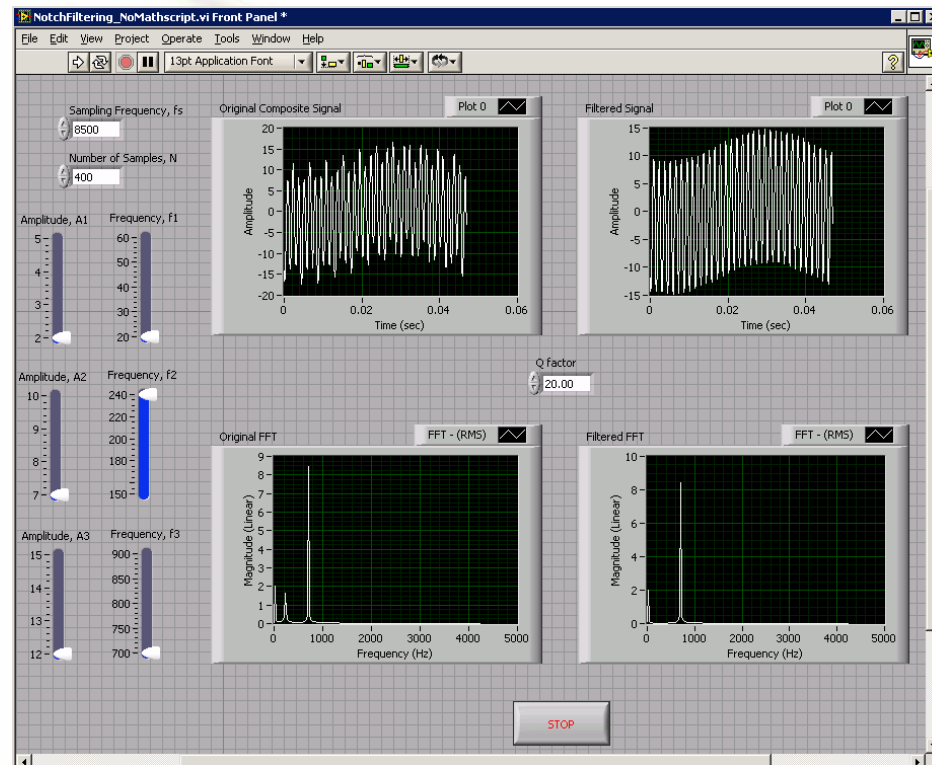 NotchFiltering_NoMathscript.vi Front Panel *
File Edit View Project Operate Tools Window Help
13pt Application Font
?
Sampling Frequency, fs
8500
Number of Samples, N
400
Original Composite Signal
Plot 0
20
15
10
5
0
-5
-10
-15
-20
Amplitude
0 0.02 0.04 0.06
Time (sec)
Filtered Signal
Plot 0
15
10
5
0
-5
-10
-15
Amplitude
0 0.02 0.04 0.06
Time (sec)
Amplitude, A1
5
4
3
2
Frequency, f1
60
50
40
30
20
Q factor
20.00
Amplitude, A2
10
9
8
7
Frequency, f2
240
220
200
180
150
Original FFT
FFT - (RMS)
9
8
7
6
5
4
3
2
1
0
Magnitude (Linear)
0 1000 2000 3000 4000 5000
Frequency (Hz)
Filtered FFT
FFT - (RMS)
10
8
6
4
2
0
Magnitude (Linear)
0 1000 2000 3000 4000 5000
Frequency (Hz)
Amplitude, A3
15
14
13
12
Frequency, f3
900
850
800
750
700
STOP